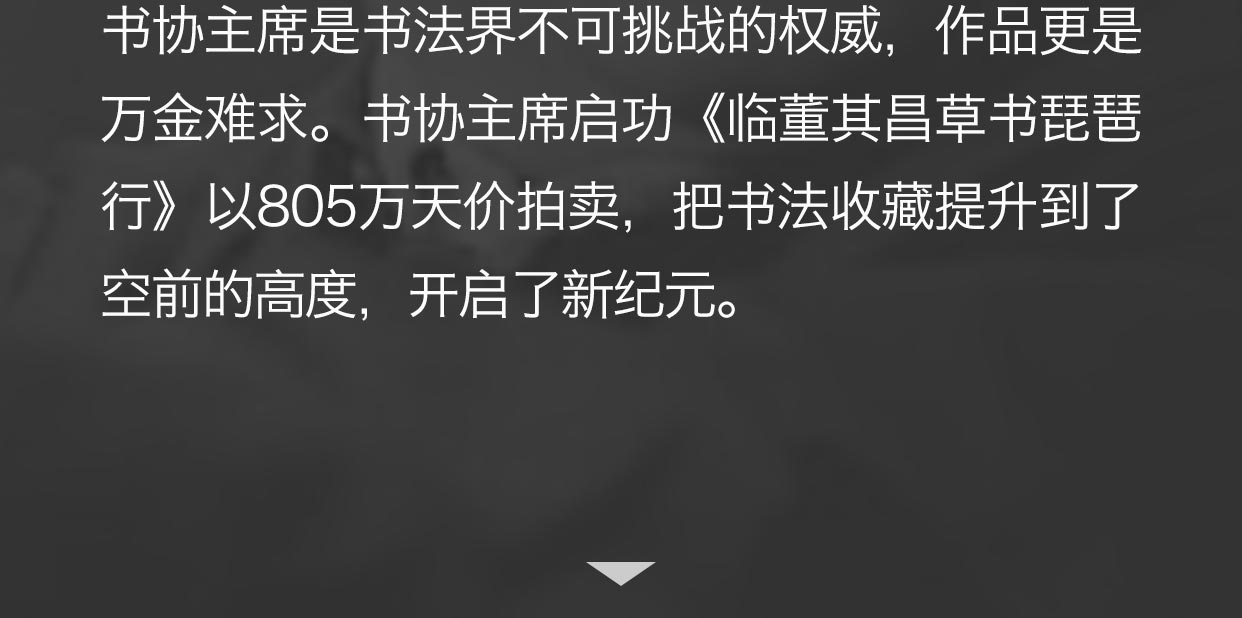 书协主席是书法界不可挑战的权威，作品更是
万金难求。书协主席启功《临董其昌草书琵琶
行》以805万天价拍卖，把书法收藏提升到了
空前的高度，开启了新纪元。